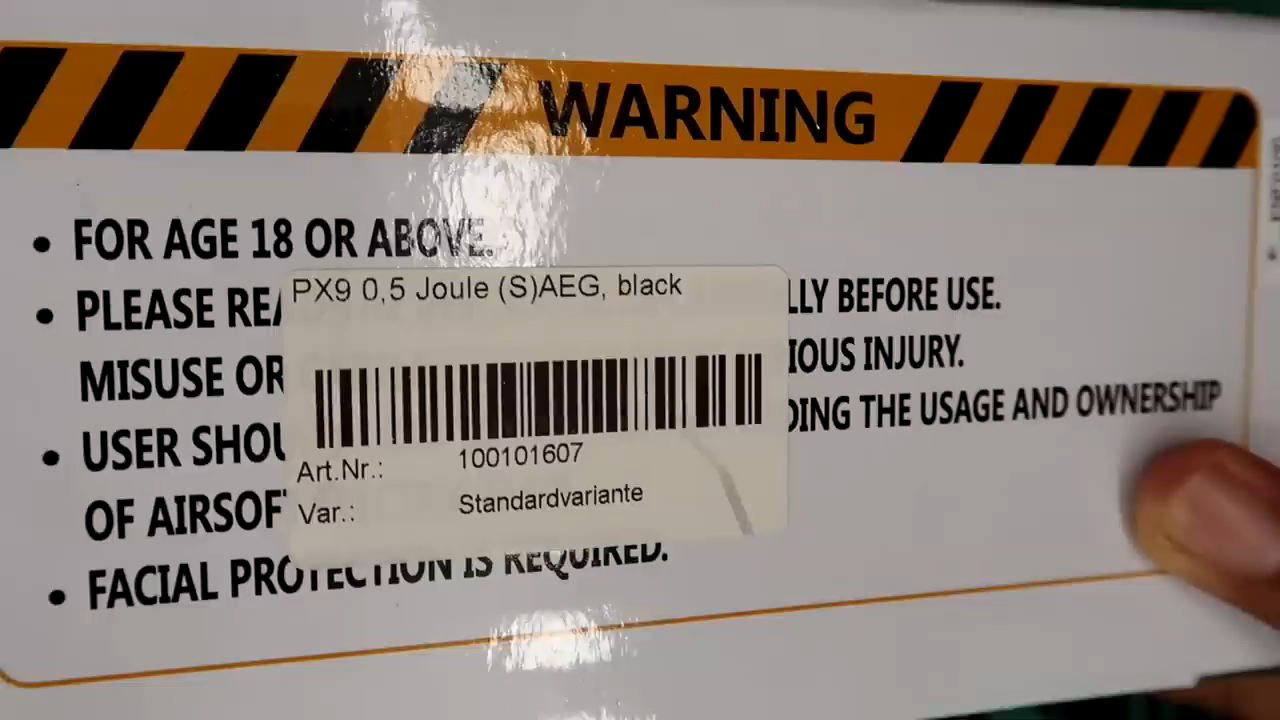 WARNING
• FOR AGE 18 OR ABOVE.
• PLEASE REA
LLY BEFORE USE.
MISUSE OR
IOUS INJURY.
• USER SHOU
DING THE USAGE AND OWNERSHIP
OF AIRSOF
• FACIAL PROTECTION IS REQUIRED.
PX9 0,5 Joule (S)AEG, black
Art.Nr.: 100101607
Var.: Standardvariante